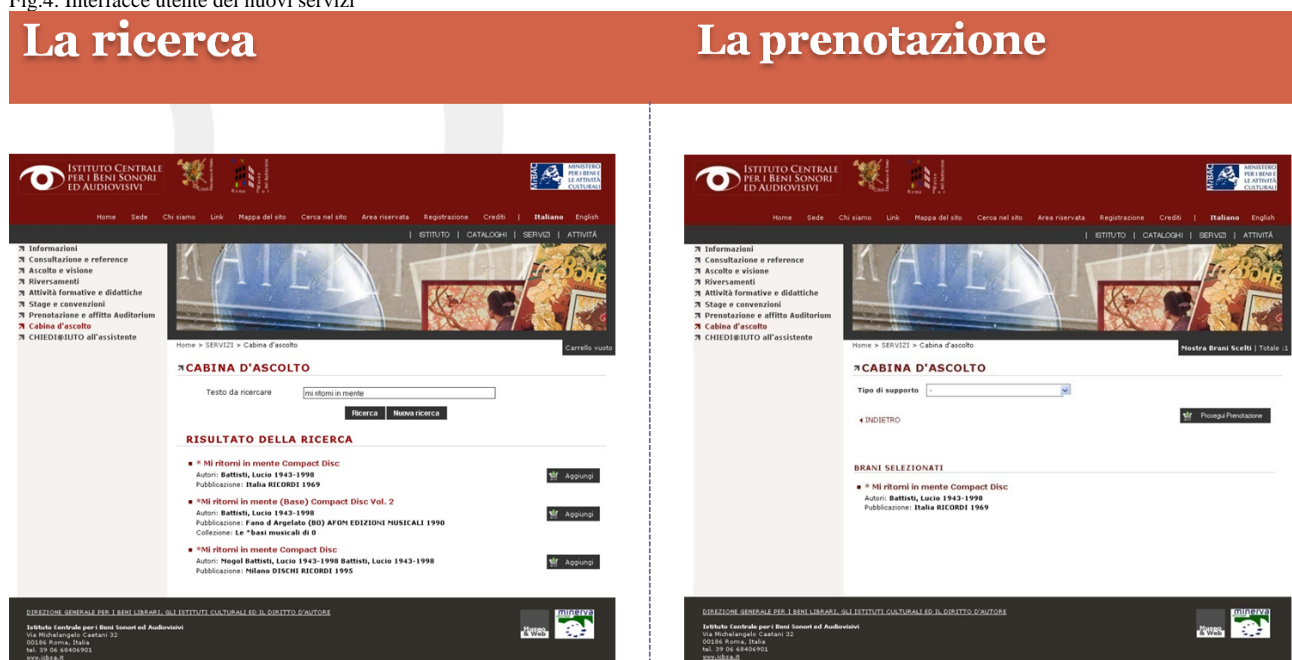 Fig.4: Interfacce utente dei nuovi servizi
La ricerca
ISTITUTO CENTRALE
PER I BENI SONORI
ED AUDIOVISIVI
MiBAC
MINISTERO
PER I BENI E
LE ATTIVITÀ
CULTURALI
Home Sede Chi siamo Link Mappa del sito Cerca nel sito Area riservata Registrazione Crediti | Italiano English
| ISTITUTO | CATALOGHI | SERVIZI | ATTIVITÀ
Informazioni
Consultazione e reference
Ascolto e visione
Riversamenti
Attività formative e didattiche
Stage e convenzioni
Prenotazione e affitto Auditorium
Cabina d'ascolto
CHIEDI@IUTO all'assistente
Home > SERVIZI > Cabina d'ascolto
Carrello vuoto
CABINA D'ASCOLTO
Testo da ricercare mi ritorni in mente
Ricerca Nuova ricerca
RISULTATO DELLA RICERCA
* Mi ritorni in mente Compact Disc
Autori: Battisti, Lucio 1943-1998
Pubblicazione: Italia RICORDI 1969
Aggiungi
*Mi ritorni in mente (Base) Compact Disc Vol. 2
Autori: Battisti, Lucio 1943-1998
Pubblicazione: Fano d Argelato (BO) AFOM EDIZIONI MUSICALI 1990
Collezione: Le *basi musicali di 0
Aggiungi
*Mi ritorni in mente Compact Disc
Autori: Mogol Battisti, Lucio 1943-1998 Battisti, Lucio 1943-1998
Pubblicazione: Milano DISCHI RICORDI 1995
Aggiungi
DIREZIONE GENERALE PER I BENI LIBRARI, GLI ISTITUTI CULTURALI ED IL DIRITTO D'AUTORE
Istituto Centrale per i Beni Sonori ed Audiovisivi
Via Michelangelo Caetani 32
00186 Roma, Italia
tel. 39 06 68406901
www.icbsa.it
Museo
& Web
minerva
La prenotazione
ISTITUTO CENTRALE
PER I BENI SONORI
ED AUDIOVISIVI
MiBAC
MINISTERO
PER I BENI E
LE ATTIVITÀ
CULTURALI
Home Sede Chi siamo Link Mappa del sito Cerca nel sito Area riservata Registrazione Crediti | Italiano English
| ISTITUTO | CATALOGHI | SERVIZI | ATTIVITÀ
Informazioni
Consultazione e reference
Ascolto e visione
Riversamenti
Attività formative e didattiche
Stage e convenzioni
Prenotazione e affitto Auditorium
Cabina d'ascolto
CHIEDI@IUTO all'assistente
Home > SERVIZI > Cabina d'ascolto
Mostra Brani Scelti | Totale :1
CABINA D'ASCOLTO
Tipo di supporto -
INDIETRO
Prosegui Prenotazione
BRANI SELEZIONATI
* Mi ritorni in mente Compact Disc
Autori: Battisti, Lucio 1943-1998
Pubblicazione: Italia RICORDI 1969
DIREZIONE GENERALE PER I BENI LIBRARI, GLI ISTITUTI CULTURALI ED IL DIRITTO D'AUTORE
Istituto Centrale per i Beni Sonori ed Audiovisivi
Via Michelangelo Caetani 32
00186 Roma, Italia
tel. 39 06 68406901
www.icbsa.it
Museo
& Web
minerva